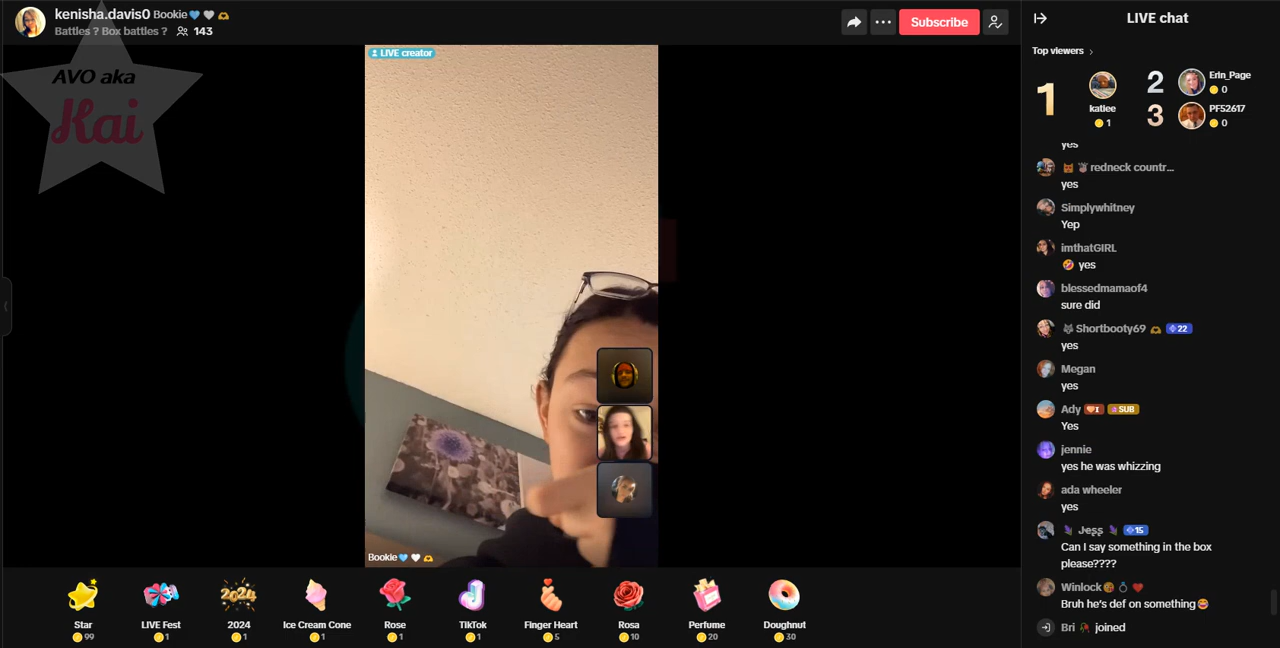 kenisha.davis0 Bookie🩵🤍🫶
Battles ? Box battles ? 143
Subscribe
LIVE chat
AVO aka
Kai
LIVE creator
Bookie🩵🤍🫶
Top viewers
1
katlee
1
2
Erin_Page
0
3
PF52617
0
yes
redneck countr...
yes
Simplywhitney
Yep
imthatGIRL
🤣 yes
blessedmamaof4
sure did
Shortbooty69 🫶 22
yes
Megan
yes
Ady I SUB
Yes
jennie
yes he was whizzing
ada wheeler
yes
Jess 15
Can I say something in the box
please????
Winlock 💍 ❤️
Bruh he's def on something😂
Bri 🥀 joined
Star
99
LIVE Fest
1
2024
2024
1
Ice Cream Cone
1
Rose
1
TikTok
1
Finger Heart
5
Rosa
10
Perfume
20
Doughnut
30